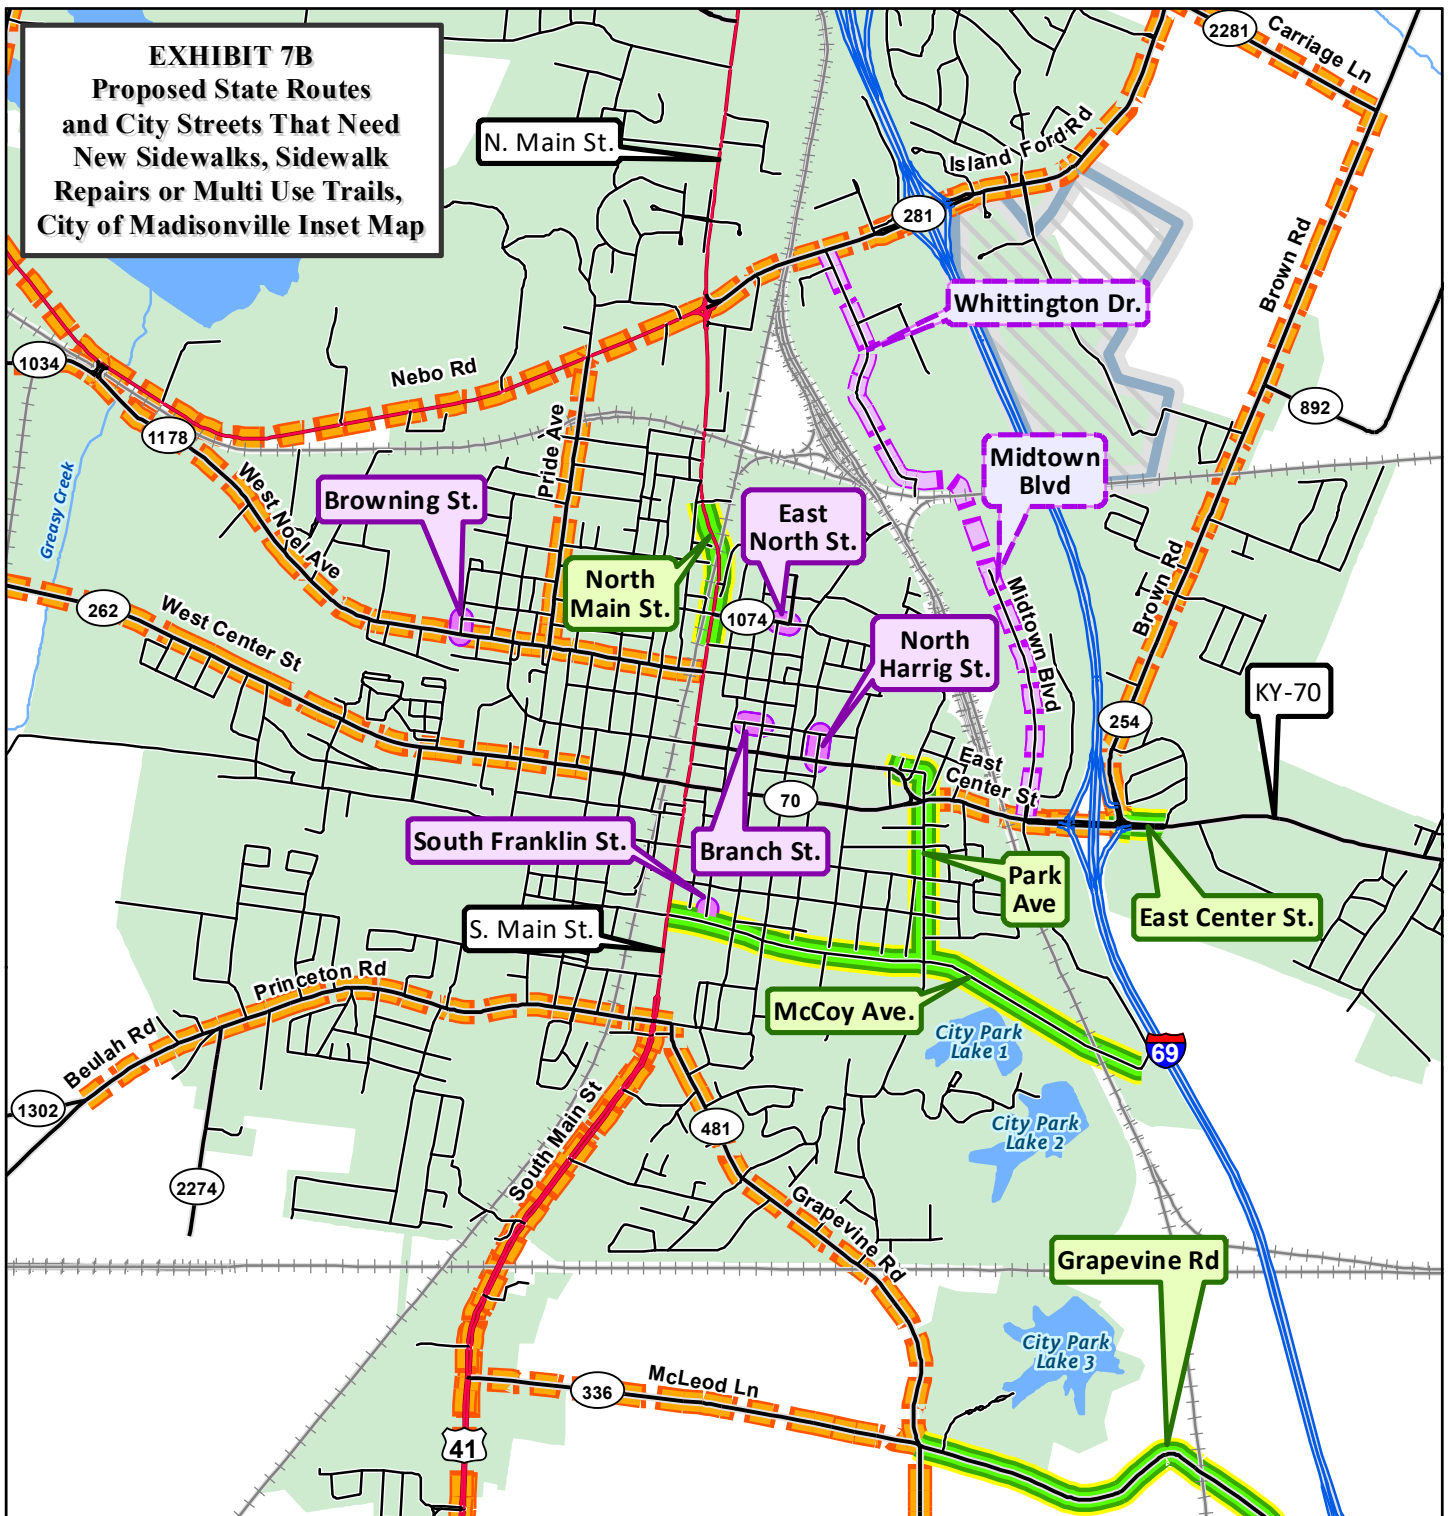 EXHIBIT 7B
Proposed State Routes
and City Streets That Need
New Sidewalks, Sidewalk
Repairs or Multi Use Trails,
City of Madisonville Inset Map
2281
Carriage Ln
N. Main St.
Island Ford Rd
281
Brown Rd
Whittington Dr.
1034
Nebo Rd
892
1178
Pride Ave
Midtown
Blvd
Greasy Creek
West Noel Ave
Browning St.
East
North St.
North
Main St.
Brown Rd
262
West Center St
1074
Midtown Blvd
North
Harrig St.
KY-70
254
East
Center St
70
South Franklin St.
Branch St.
Park
Ave
East Center St.
S. Main St.
Princeton Rd
McCoy Ave.
City Park
Lake 1
69
Beulah Rd
1302
481
City Park
Lake 2
South Main St
2274
Grapevine Rd
Grapevine Rd
City Park
Lake 3
McLeod Ln
336
41